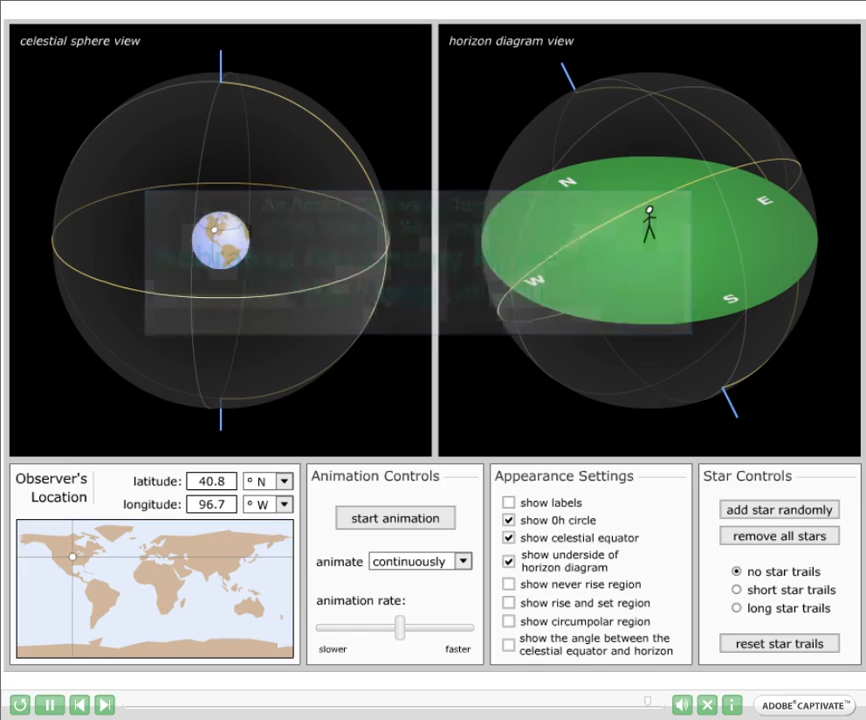 celestial sphere view
horizon diagram view
N
E
W
S
Observer's
Location
latitude: 40.8 ° N
longitude: 96.7 ° W
Animation Controls
start animation
animate continuously
animation rate:
slower faster
Appearance Settings
show labels
show 0h circle
show celestial equator
show underside of
horizon diagram
show never rise region
show rise and set region
show circumpolar region
show the angle between the
celestial equator and horizon
Star Controls
add star randomly
remove all stars
no star trails
short star trails
long star trails
reset star trails
ADOBE® CAPTIVATE™